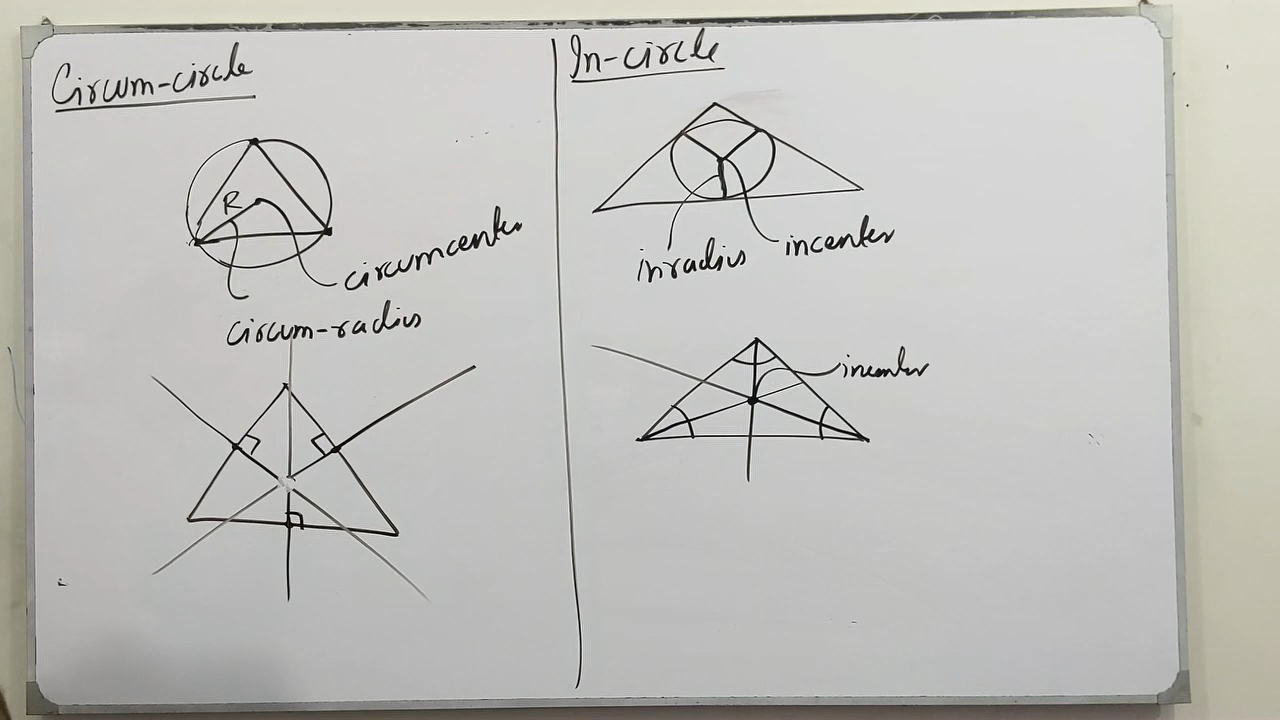 Circum-circle
R
circumcenter
circum-radius
In-circle
inradius
incenter
incenter